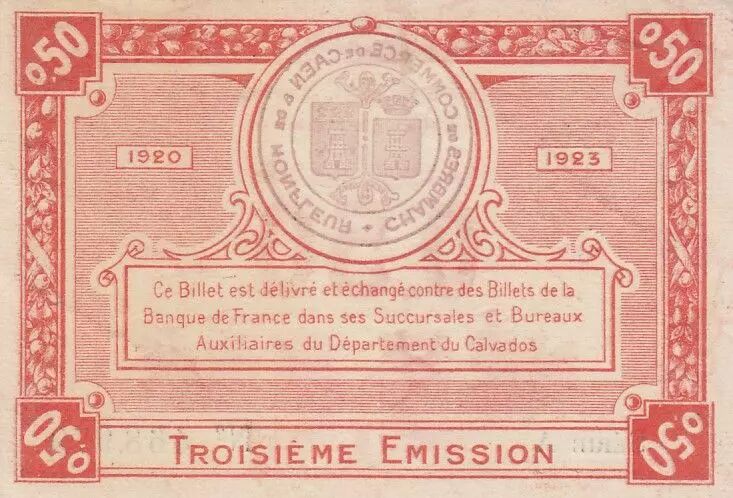 0.50
0.50
CHAMBRES DE COMMERCE DE CAEN & DE HONFLEUR
1920
1923
Ce Billet est délivré et échangé contre des Billets de la
Banque de France dans ses Succursales et Bureaux
Auxiliaires du Département du Calvados
0.50
0.50
TROISIÈME EMISSION